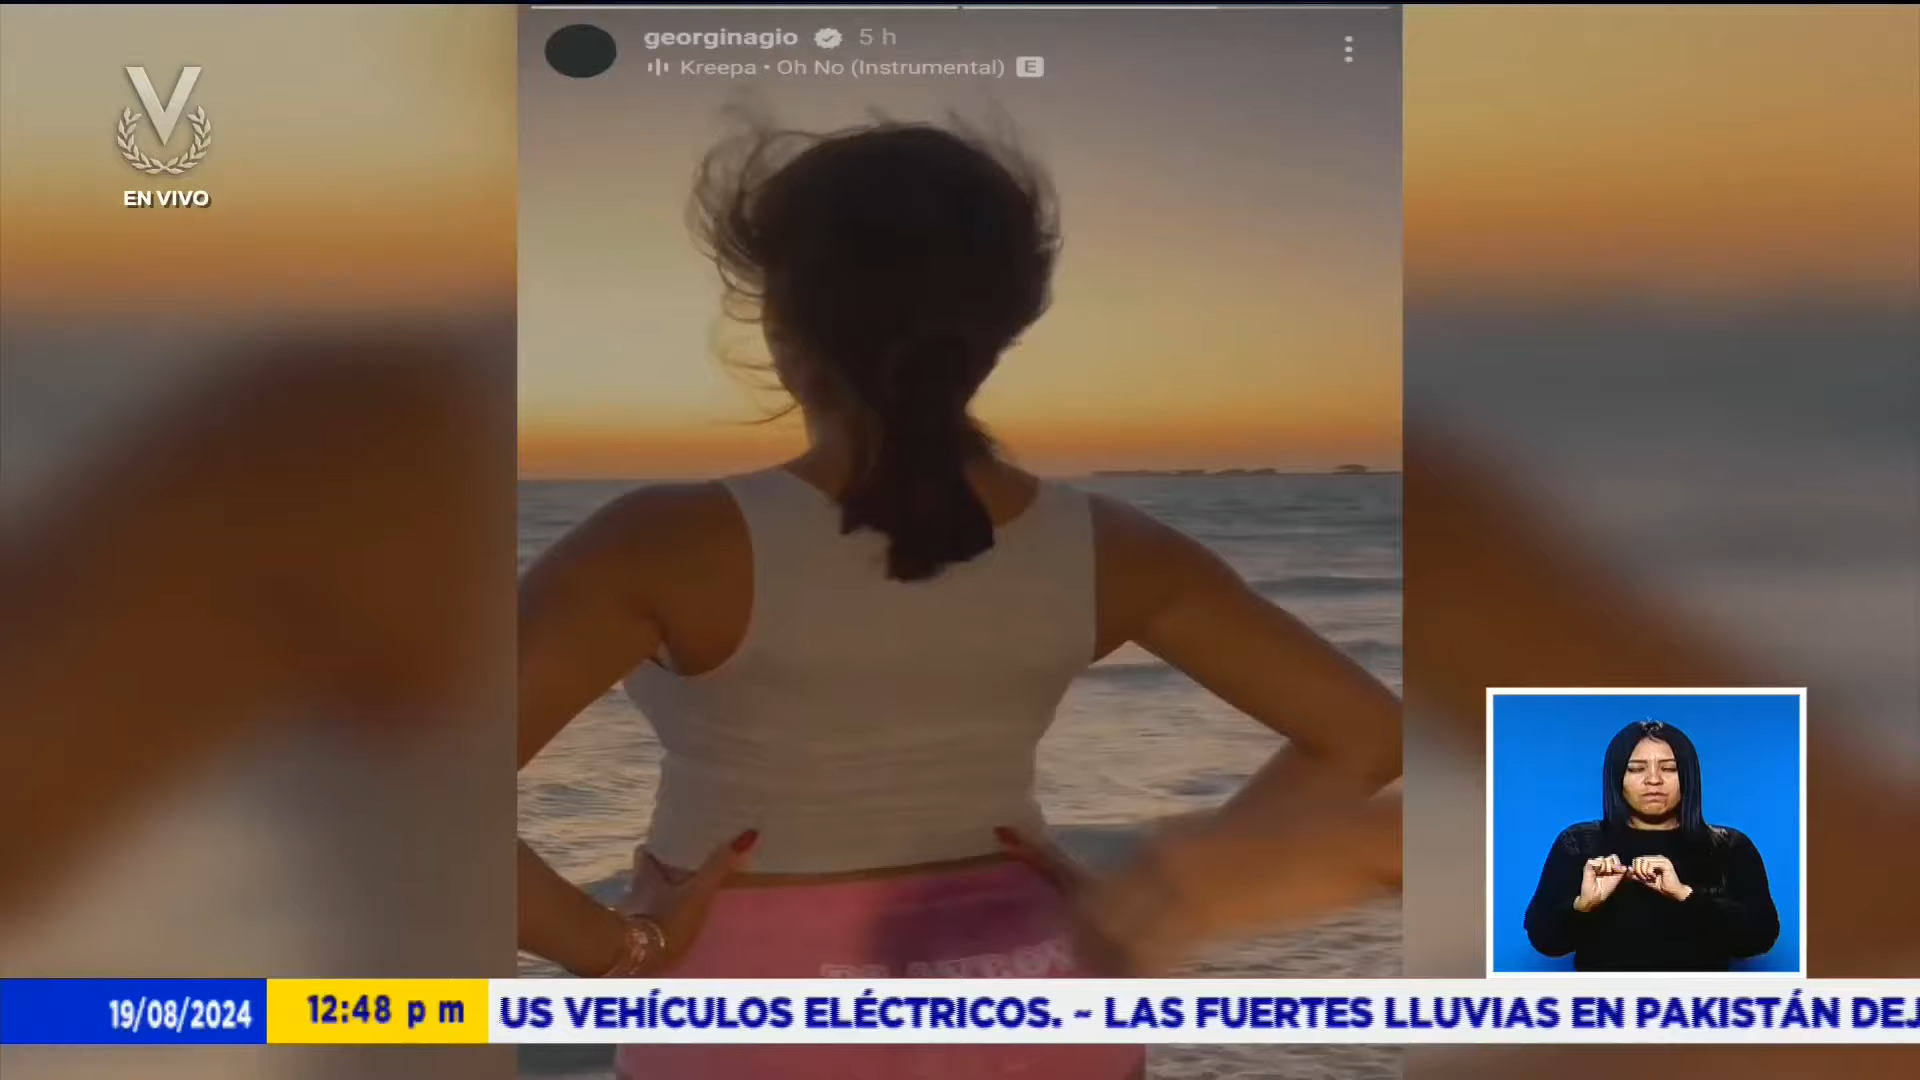 georginagio 5 h
Kreepa • Oh No (Instrumental) E
V
EN VIVO
PLAYBOY
19/08/2024 12:48 p m US VEHÍCULOS ELÉCTRICOS. ~ LAS FUERTES LLUVIAS EN PAKISTÁN DEJ